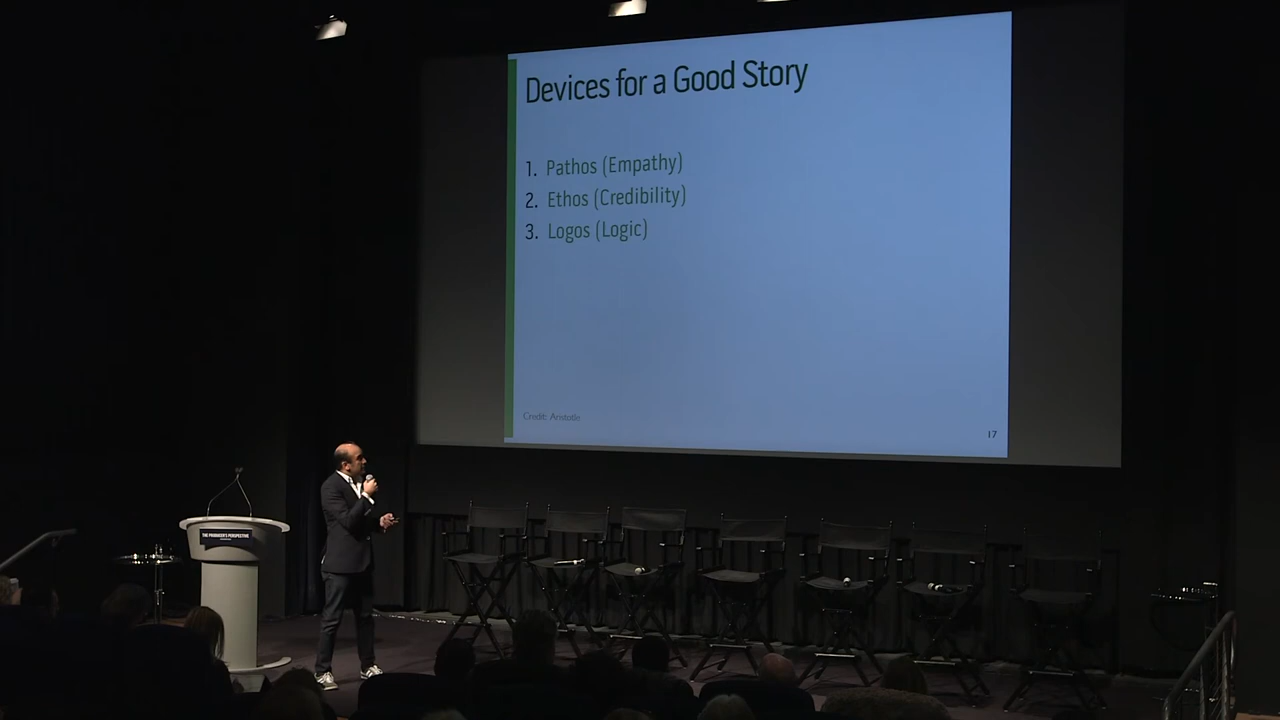 Devices for a Good Story
1. Pathos (Empathy)
2. Ethos (Credibility)
3. Logos (Logic)
Credit: Aristotle
17
THE PRODUCER'S PERSPECTIVE